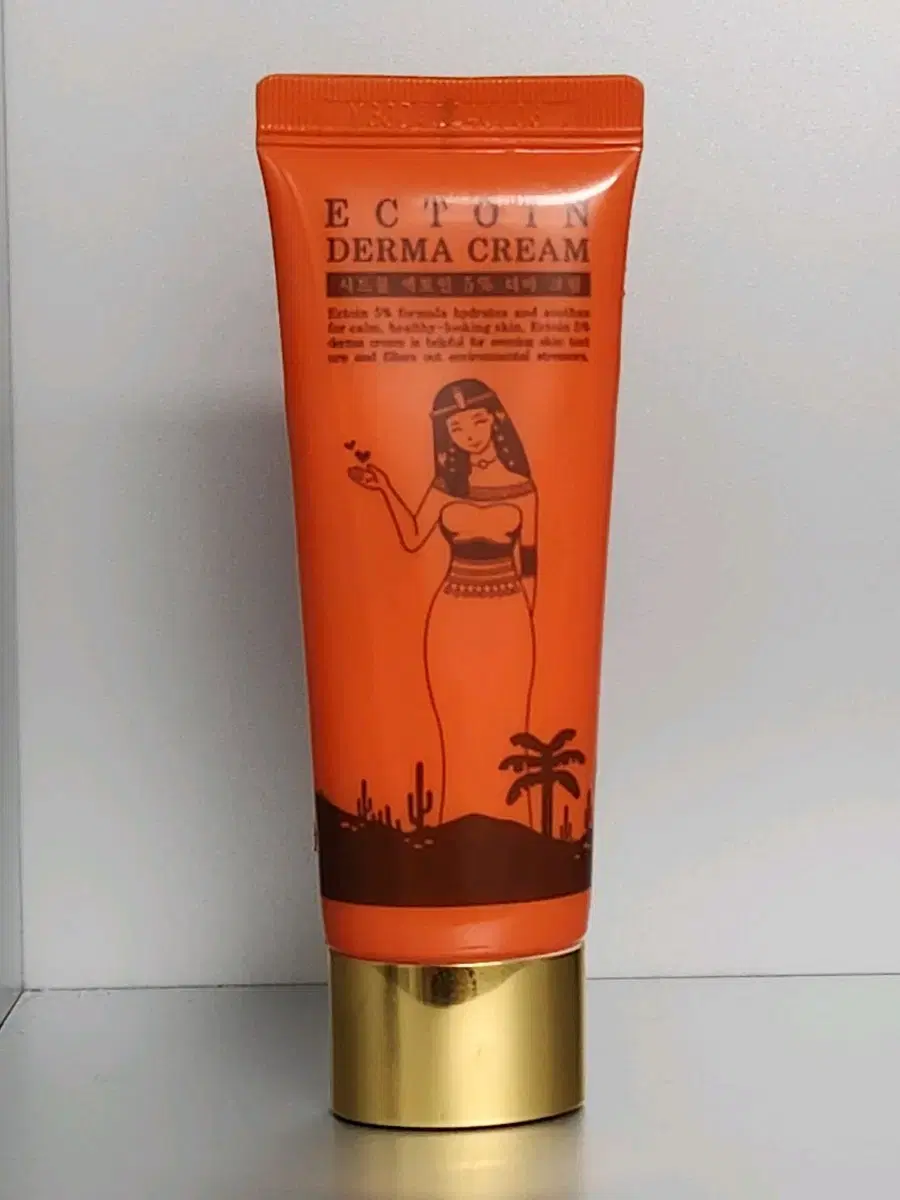 ECTOIN
DERMA CREAM
시드물 엑토인 5% 더마 크림
Ectoin 5% formula hydrates and soothes
for calm, healthy-looking skin. Ectoin 5%
derma cream is helpful for evening skin text
ure and filters out environmental stressors.